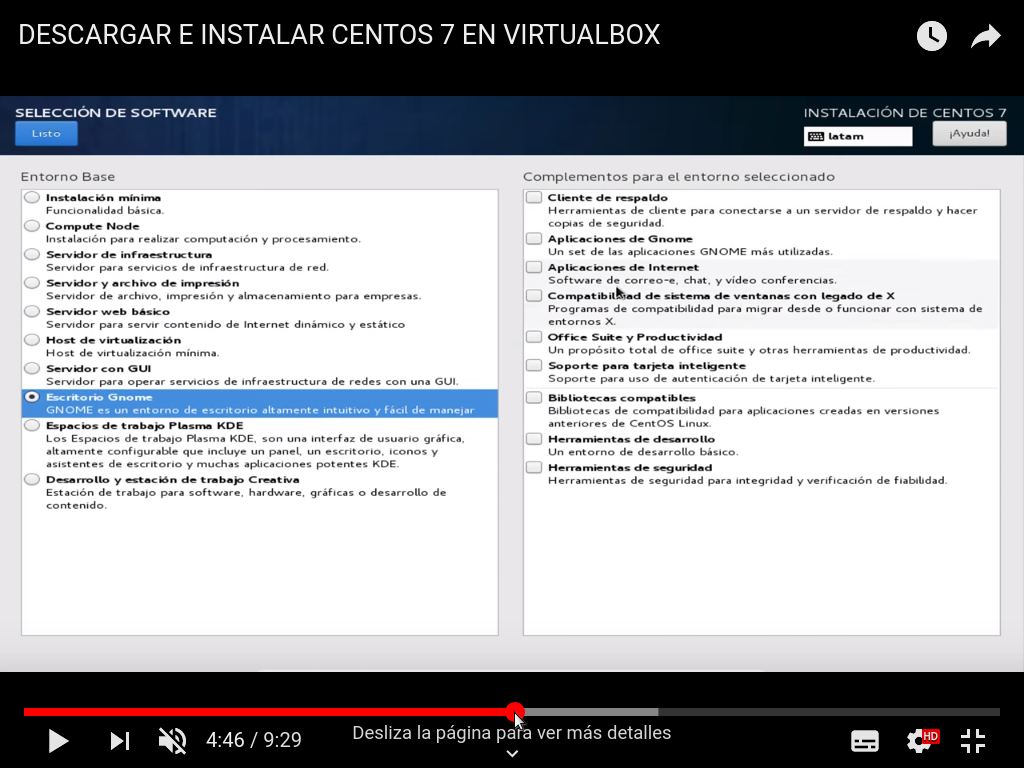 DESCARGAR E INSTALAR CENTOS 7 EN VIRTUALBOX
SELECCIÓN DE SOFTWARE
Listo
INSTALACIÓN DE CENTOS 7
latam
¡Ayuda!
Entorno Base
Instalación mínima
Funcionalidad básica.
Compute Node
Instalación para realizar computación y procesamiento.
Servidor de infraestructura
Servidor para servicios de infraestructura de red.
Servidor y archivo de impresión
Servidor de archivo, impresión y almacenamiento para empresas.
Servidor web básico
Servidor para servir contenido de Internet dinámico y estático
Host de virtualización
Host de virtualización mínima.
Servidor con GUI
Servidor para operar servicios de infraestructura de redes con una GUI.
Escritorio Gnome
GNOME es un entorno de escritorio altamente intuitivo y fácil de manejar
Espacios de trabajo Plasma KDE
Los Espacios de trabajo Plasma KDE, son una interfaz de usuario gráfica,
altamente configurable que incluye un panel, un escritorio, iconos y
asistentes de escritorio y muchas aplicaciones potentes KDE.
Desarrollo y estación de trabajo Creativa
Estación de trabajo para software, hardware, gráficas o desarrollo de
contenido.
Complementos para el entorno seleccionado
Cliente de respaldo
Herramientas de cliente para conectarse a un servidor de respaldo y hacer
copias de seguridad.
Aplicaciones de Gnome
Un set de las aplicaciones GNOME más utilizadas.
Aplicaciones de Internet
Software de correo-e, chat, y vídeo conferencias.
Compatibilidad de sistema de ventanas con legado de X
Programas de compatibilidad para migrar desde o funcionar con sistema de
entornos X.
Office Suite y Productividad
Un propósito total de office suite y otras herramientas de productividad.
Soporte para tarjeta inteligente
Soporte para uso de autenticación de tarjeta inteligente.
Bibliotecas compatibles
Bibliotecas de compatibilidad para aplicaciones creadas en versiones
anteriores de CentOS Linux.
Herramientas de desarrollo
Un entorno de desarrollo básico.
Herramientas de seguridad
Herramientas de seguridad para integridad y verificación de fiabilidad.
4:46 / 9:29
Desliza la página para ver más detalles
HD